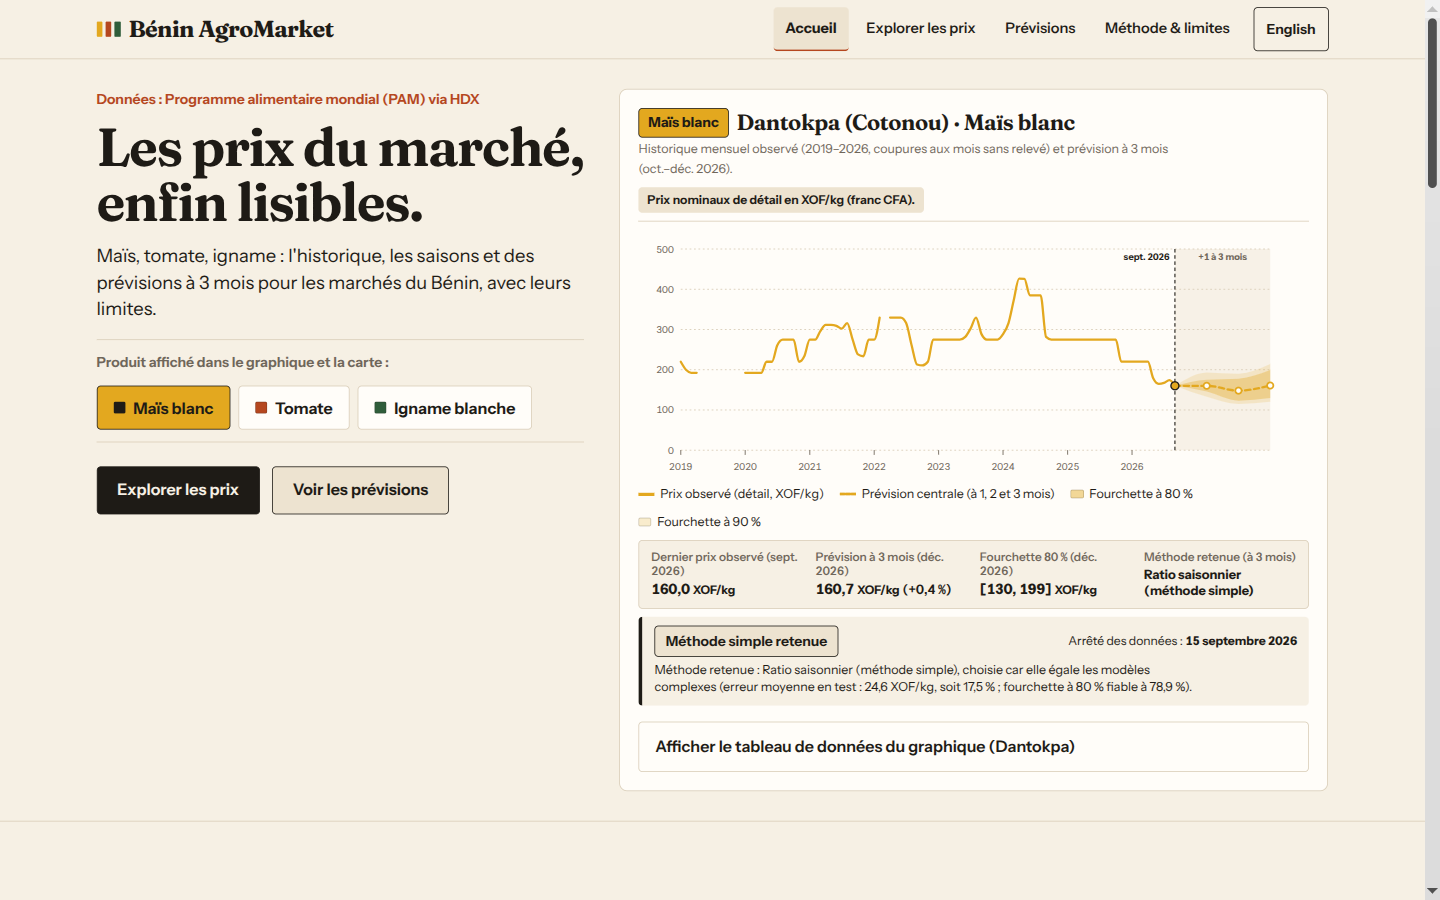 Bénin AgroMarket
Accueil
Explorer les prix
Prévisions
Méthode & limites
English
Données : Programme alimentaire mondial (PAM) via HDX
Les prix du marché,
enfin lisibles.
Maïs, tomate, igname : l'historique, les saisons et des
prévisions à 3 mois pour les marchés du Bénin, avec leurs
limites.
Produit affiché dans le graphique et la carte :
Maïs blanc
Tomate
Igname blanche
Explorer les prix
Voir les prévisions
Maïs blanc
Dantokpa (Cotonou) · Maïs blanc
Historique mensuel observé (2019–2026, coupures aux mois sans relevé) et prévision à 3 mois
(oct.–déc. 2026).
Prix nominaux de détail en XOF/kg (franc CFA).
500
400
300
200
100
0
sept. 2026
+1 à 3 mois
2019
2020
2021
2022
2023
2024
2025
2026
Prix observé (détail, XOF/kg)
Prévision centrale (à 1, 2 et 3 mois)
Fourchette à 80 %
Fourchette à 90 %
Dernier prix observé (sept.
2026)
160,0 XOF/kg
Prévision à 3 mois (déc.
2026)
160,7 XOF/kg (+0,4 %)
Fourchette 80 % (déc.
2026)
[130, 199] XOF/kg
Méthode retenue (à 3 mois)
Ratio saisonnier
(méthode simple)
Méthode simple retenue
Arrêté des données : 15 septembre 2026
Méthode retenue : Ratio saisonnier (méthode simple), choisie car elle égale les modèles
complexes (erreur moyenne en test : 24,6 XOF/kg, soit 17,5 % ; fourchette à 80 % fiable à 78,9 %).
Afficher le tableau de données du graphique (Dantokpa)